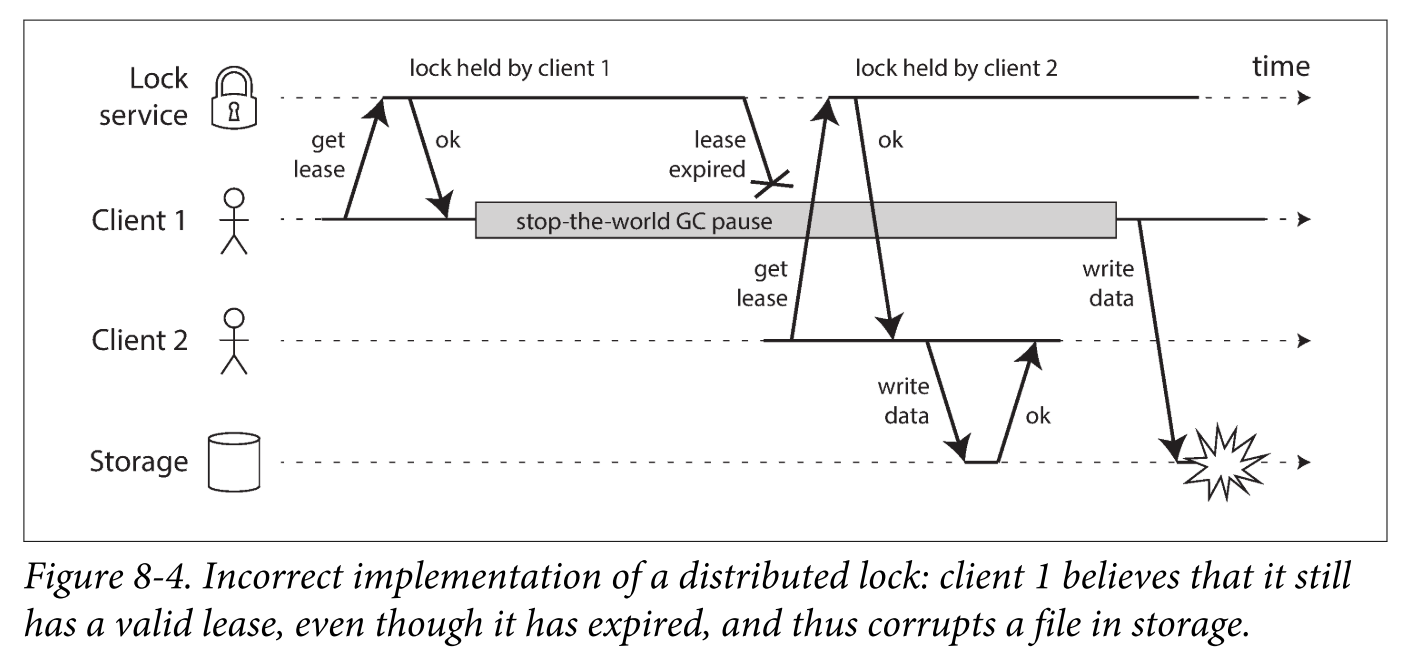 lock held by client 1
lock held by client 2
time
Lock
service
get
lease
ok
lease
expired
ok
Client 1
stop-the-world GC pause
get
lease
write
data
Client 2
write
data
ok
Storage
Figure 8-4. Incorrect implementation of a distributed lock: client 1 believes that it still
has a valid lease, even though it has expired, and thus corrupts a file in storage.